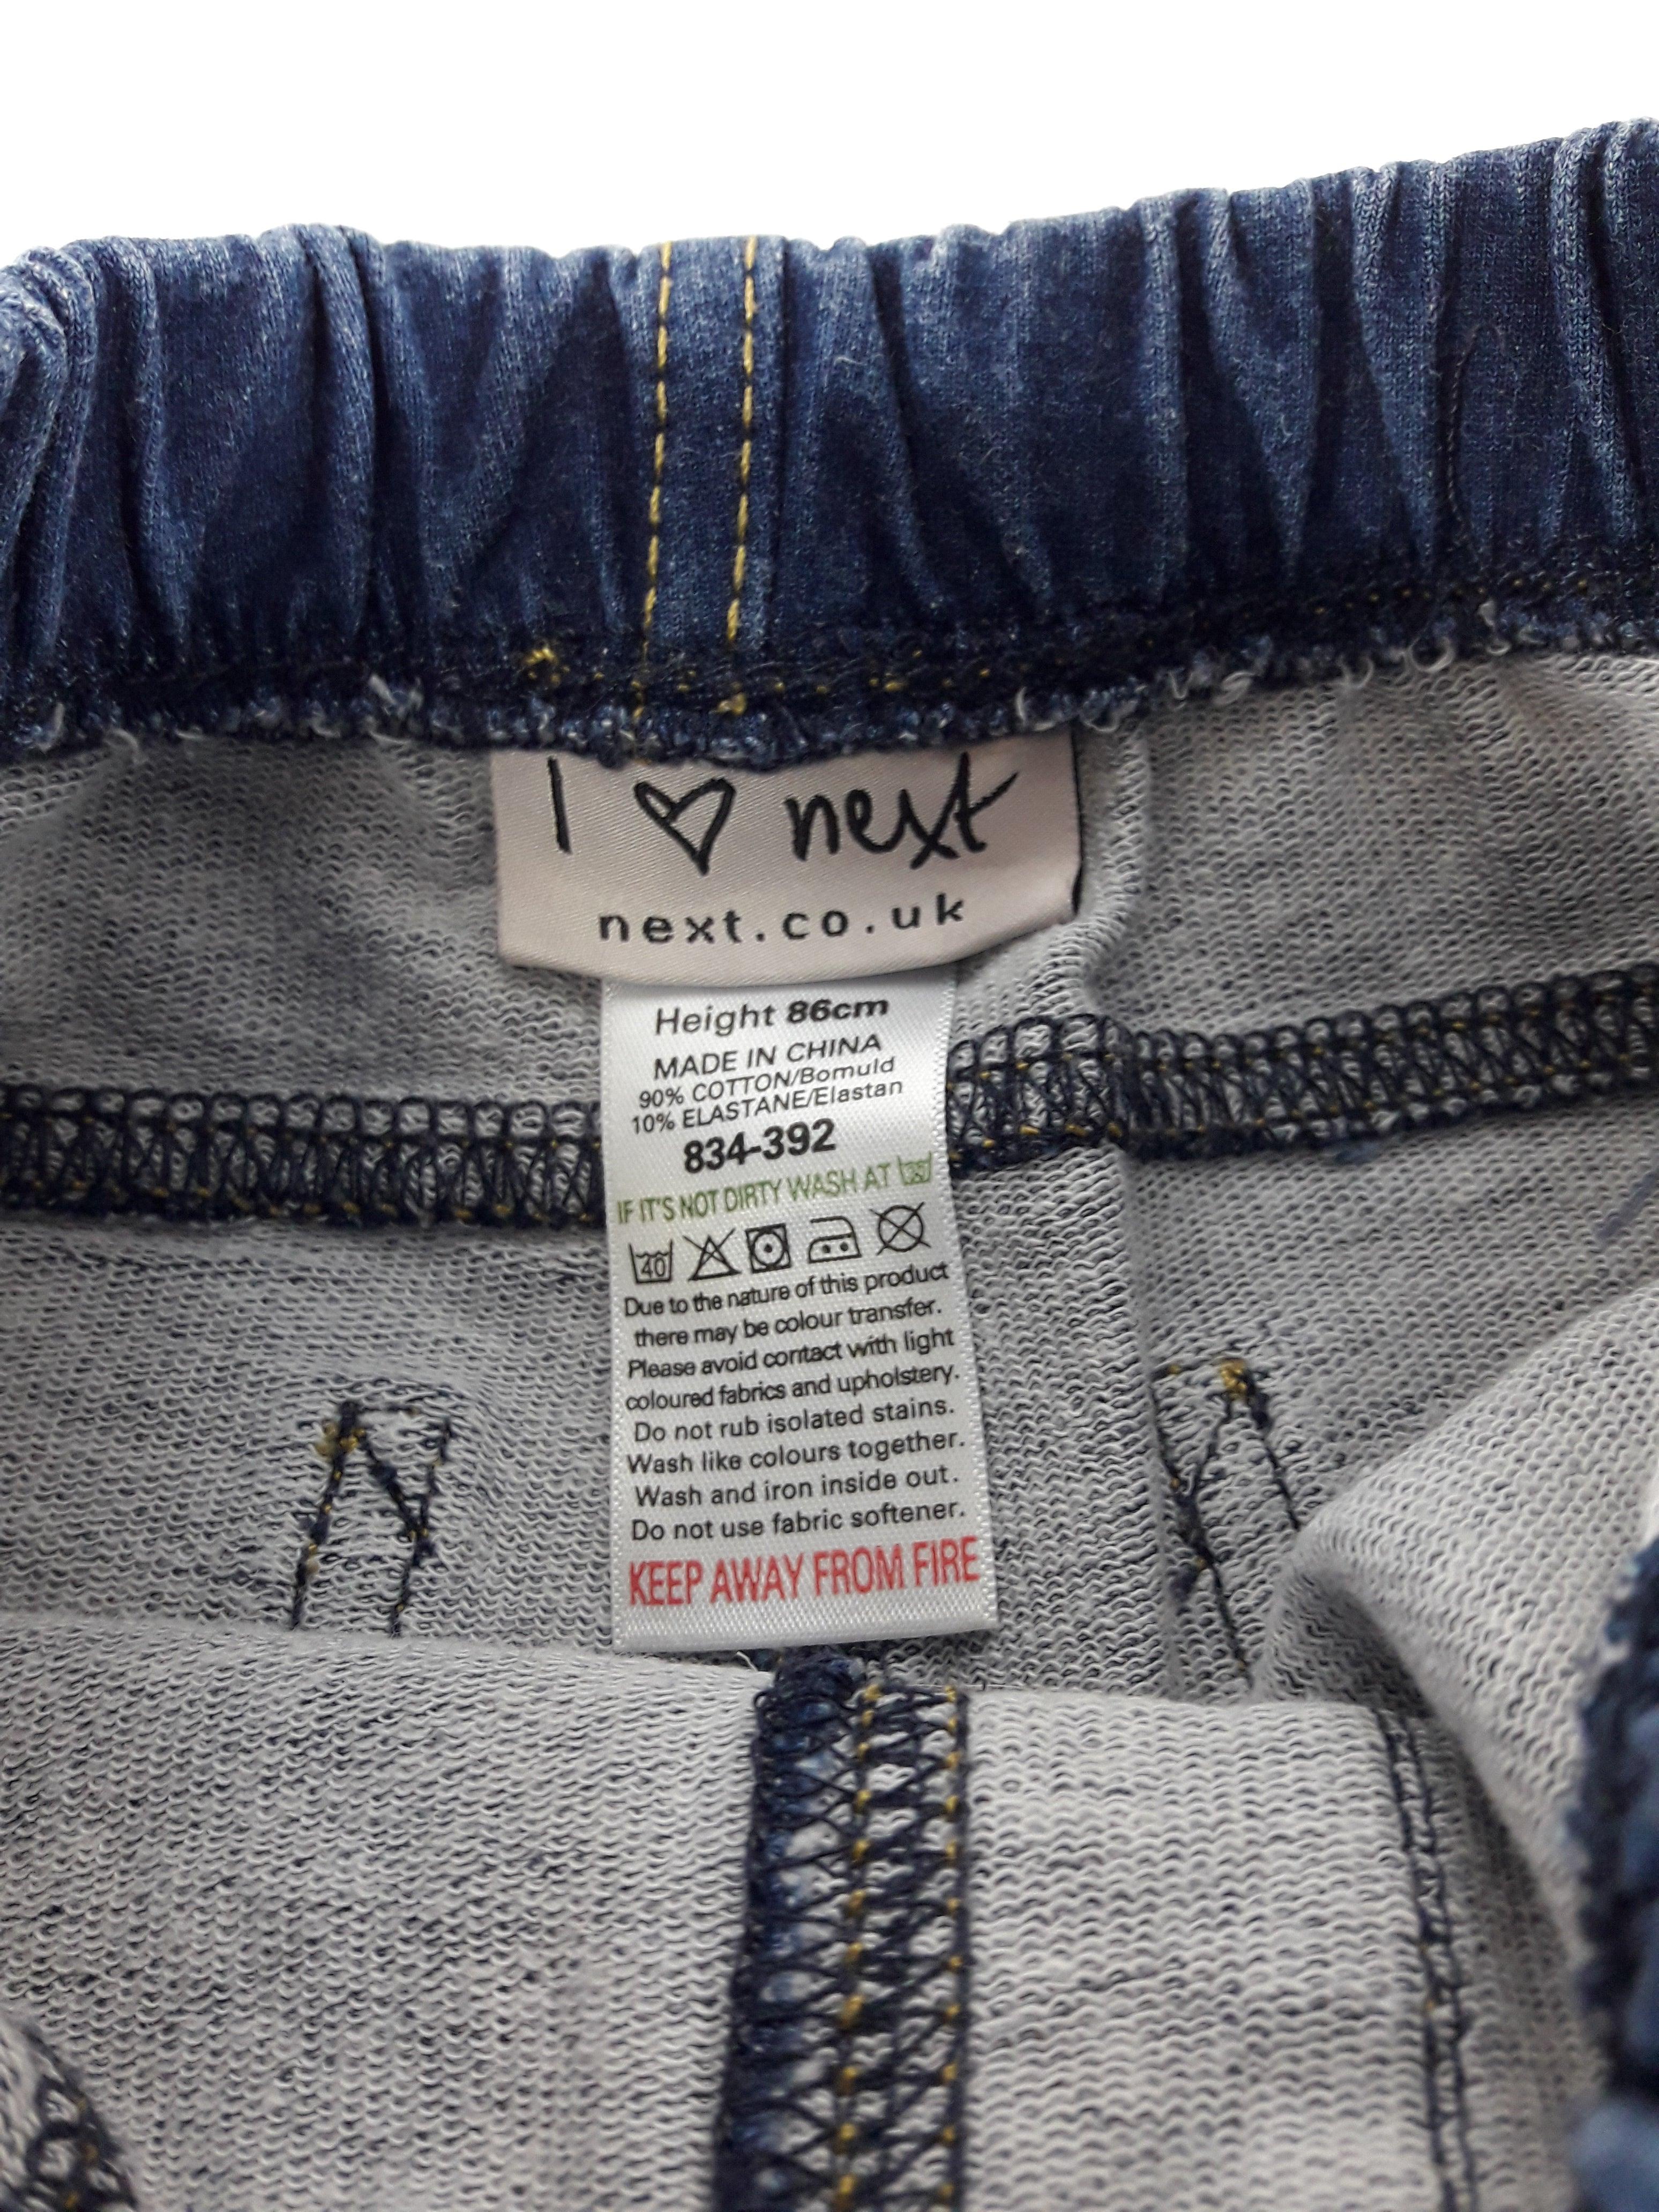 I ♡ next
next.co.uk
Height 86cm
MADE IN CHINA
90% COTTON/Bomuld
10% ELASTANE/Elastan
834-392
IF IT'S NOT DIRTY WASH AT
40
Due to the nature of this product
there may be colour transfer.
Please avoid contact with light
coloured fabrics and upholstery.
Do not rub isolated stains.
Wash like colours together.
Wash and iron inside out.
Do not use fabric softener.
KEEP AWAY FROM FIRE